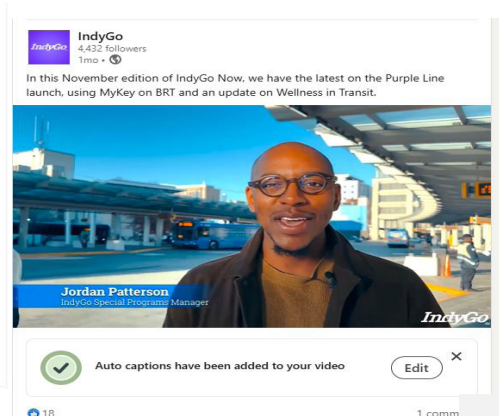 IndyGo
IndyGo
4,432 followers
1mo •
In this November edition of IndyGo Now, we have the latest on the Purple Line
launch, using MyKey on BRT and an update on Wellness in Transit.
Jordan Patterson
IndyGo Special Programs Manager
IndyGo
Auto captions have been added to your video
Edit
18
1 comm